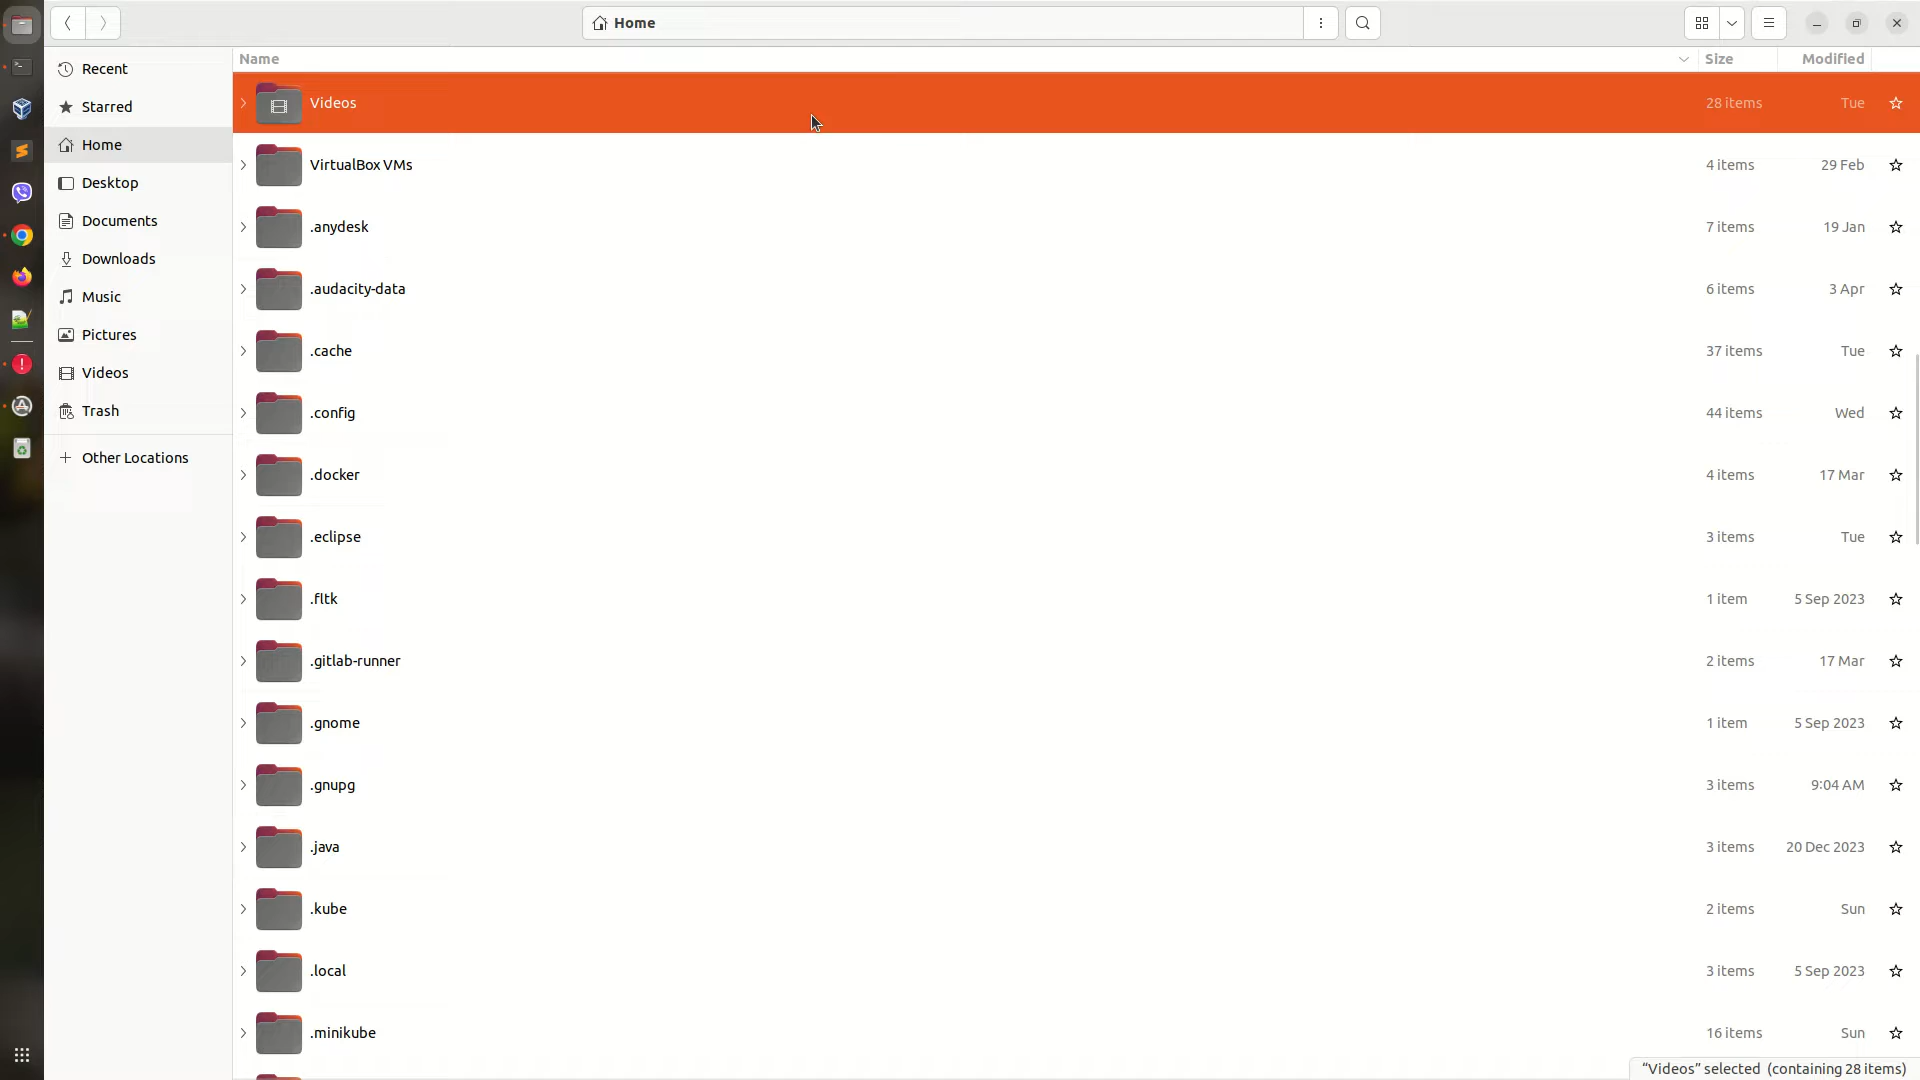 Home
Name Size Modified
Recent
Starred
Home
Desktop
Documents
Downloads
Music
Pictures
Videos
Trash
Other Locations
Videos 28 items Tue
VirtualBox VMs 4 items 29 Feb
.anydesk 7 items 19 Jan
.audacity-data 6 items 3 Apr
.cache 37 items Tue
.config 44 items Wed
.docker 4 items 17 Mar
.eclipse 3 items Tue
.fltk 1 item 5 Sep 2023
.gitlab-runner 2 items 17 Mar
.gnome 1 item 5 Sep 2023
.gnupg 3 items 9:04 AM
.java 3 items 20 Dec 2023
.kube 2 items Sun
.local 3 items 5 Sep 2023
.minikube 16 items Sun
“Videos” selected (containing 28 items)